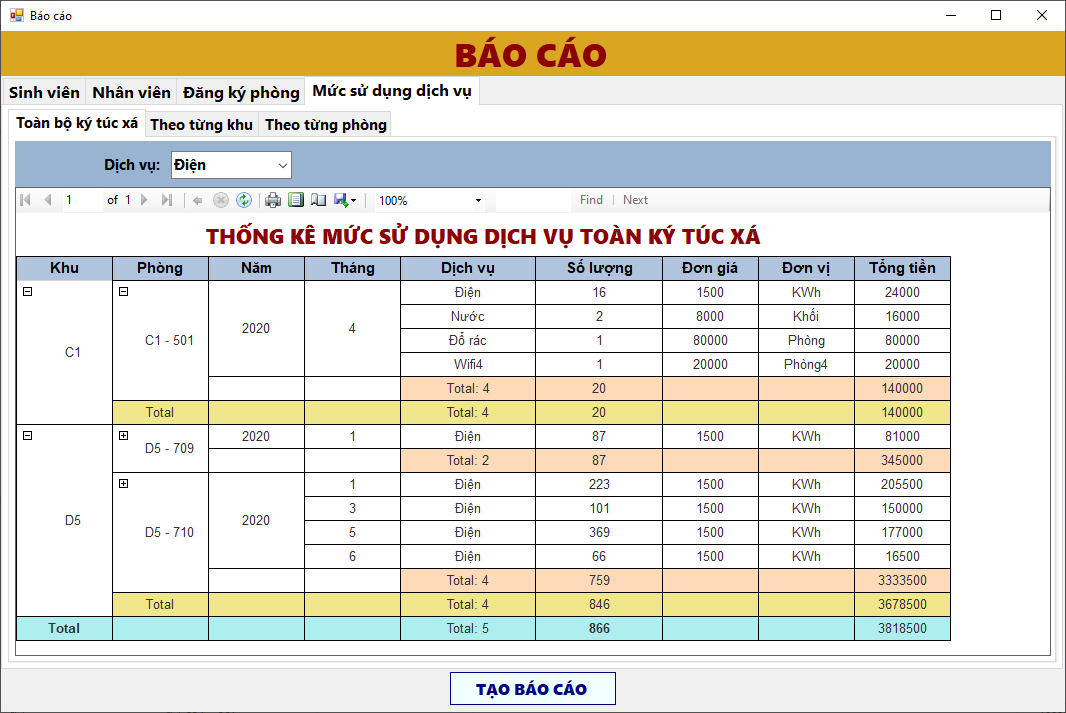 Báo cáo
BÁO CÁO
Sinh viên Nhân viên Đăng ký phòng Mức sử dụng dịch vụ
Toàn bộ ký túc xá Theo từng khu Theo từng phòng
Dịch vụ: Điện
1 of 1 100% Find Next
THỐNG KÊ MỨC SỬ DỤNG DỊCH VỤ TOÀN KÝ TÚC XÁ
Khu Phòng Năm Tháng Dịch vụ Số lượng Đơn giá Đơn vị Tổng tiền
C1 C1 - 501 2020 4 Điện 16 1500 KWh 24000
Nước 2 8000 Khối 16000
Đỗ rác 1 80000 Phòng 80000
Wifi4 1 20000 Phòng4 20000
Total: 4 20 140000
Total Total: 4 20 140000
D5 D5 - 709 2020 1 Điện 87 1500 KWh 81000
Total: 2 87 345000
D5 - 710 2020 1 Điện 223 1500 KWh 205500
3 Điện 101 1500 KWh 150000
5 Điện 369 1500 KWh 177000
6 Điện 66 1500 KWh 16500
Total: 4 759 3333500
Total Total: 4 846 3678500
Total Total: 5 866 3818500
TẠO BÁO CÁO